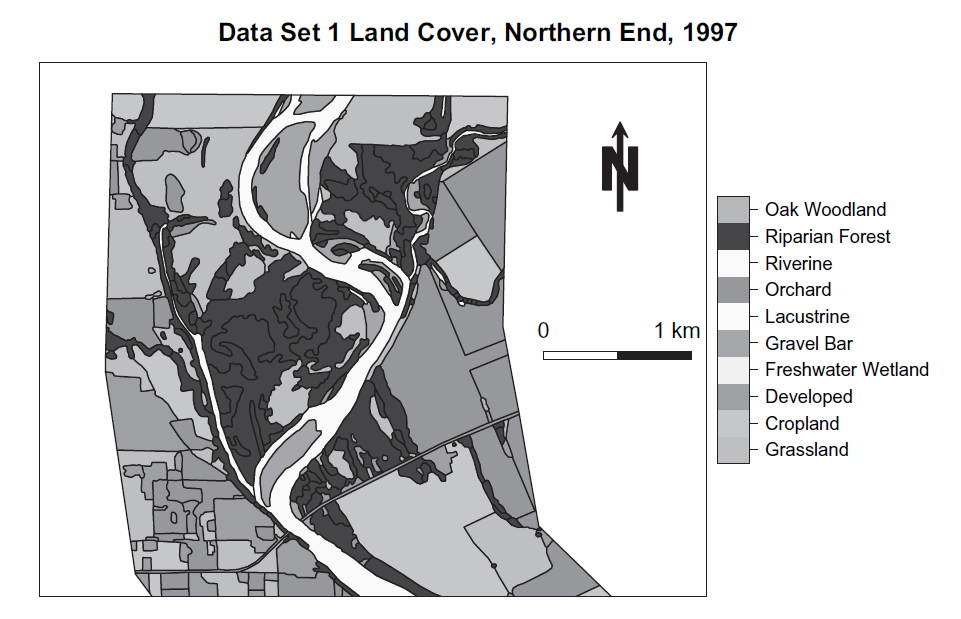 Data Set 1 Land Cover, Northern End, 1997
N
0 1 km
Oak Woodland
Riparian Forest
Riverine
Orchard
Lacustrine
Gravel Bar
Freshwater Wetland
Developed
Cropland
Grassland